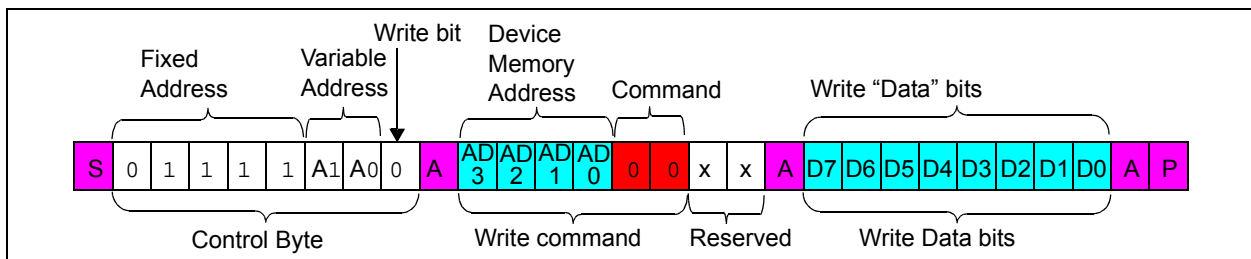 Write bit
Device
Memory
Address
Fixed
Address
Variable
Address
Command
Write “Data” bits
S 0 1 1 1 1 A1 A0 0 A AD3 AD2 AD1 AD0 0 0 x x A D7 D6 D5 D4 D3 D2 D1 D0 A P
Control Byte
Write command
Reserved
Write Data bits